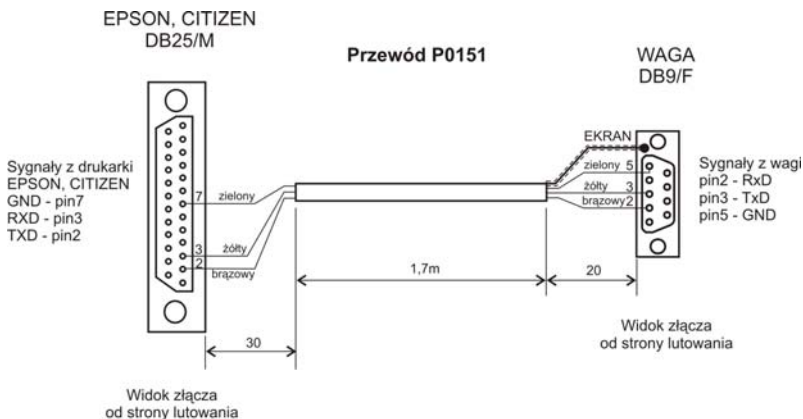 EPSON, CITIZEN
DB25/M
Przewód P0151
WAGA
DB9/F
EKRAN
Sygnały z drukarki
EPSON, CITIZEN
GND - pin7
RXD - pin3
TXD - pin2
7
zielony
3
żółty
2
brązowy
zielony
5
żółty
3
brązowy
2
Sygnały z wagi
pin2 - RxD
pin3 - TxD
pin5 - GND
1,7m
20
30
Widok złącza
od strony lutowania
Widok złącza
od strony lutowania